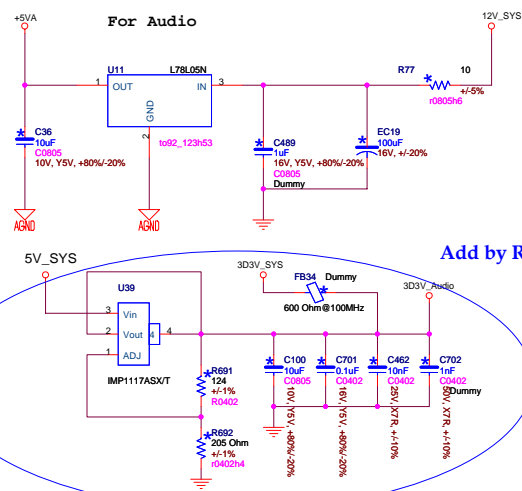 +5VA
For Audio
12V_SYS
U11
L78L05N
R77
10
1
OUT
IN
3
+/-5%
r0805h6
GND
2
to92_123h53
C36
10uF
C0805
10V, Y5V, +80%/-20%
C489
1uF
16V, Y5V, +80%/-20%
C0805
Dummy
EC19
100uF
16V, +/-20%
AGND
AGND
Add by R
5V_SYS
3D3V_SYS
FB34
Dummy
600 Ohm@100MHz
3D3V_Audio
U39
3
Vin
2
Vout
4
4
1
ADJ
IMP1117ASX/T
R691
124
+/-1%
R0402
R692
205 Ohm
+/-1%
r0402h4
C100
10uF
C0805
10V, Y5V, +80%/-20%
C701
0.1uF
C0402
16V, Y5V, +80%/-20%
C462
10nF
C0402
25V, X7R, +/-10%
C702
1nF
C0402
Dummy
50V, X7R, +/-10%